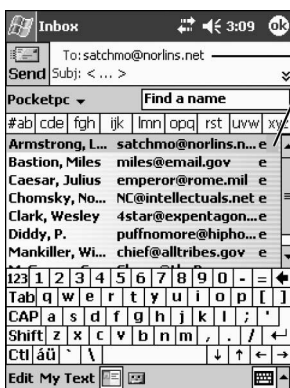 Inbox 3:09 ok
To: satchmo@norlins.net
Send Subj: < ... >
Pocketpc Find a name
#ab cde fgh ijk lmn opq rst uvw xyz
Armstrong, L... satchmo@norlins.n... e
Bastion, Miles miles@email.gov e
Caesar, Julius emperor@rome.mil e
Chomsky, No... NC@intellectuals.net e
Clark, Wesley 4star@expentagon... e
Diddy, P. puffnomore@hipho... e
Mankiller, Wi... chief@alltribes.gov e
123 1 2 3 4 5 6 7 8 9 0 - =
Tab q w e r t y u i o p [ ]
CAP a s d f g h j k l ; '
Shift z x c v b n m , . /
Ctl áü ` \ ↓ ↑ ← →
Edit My Text